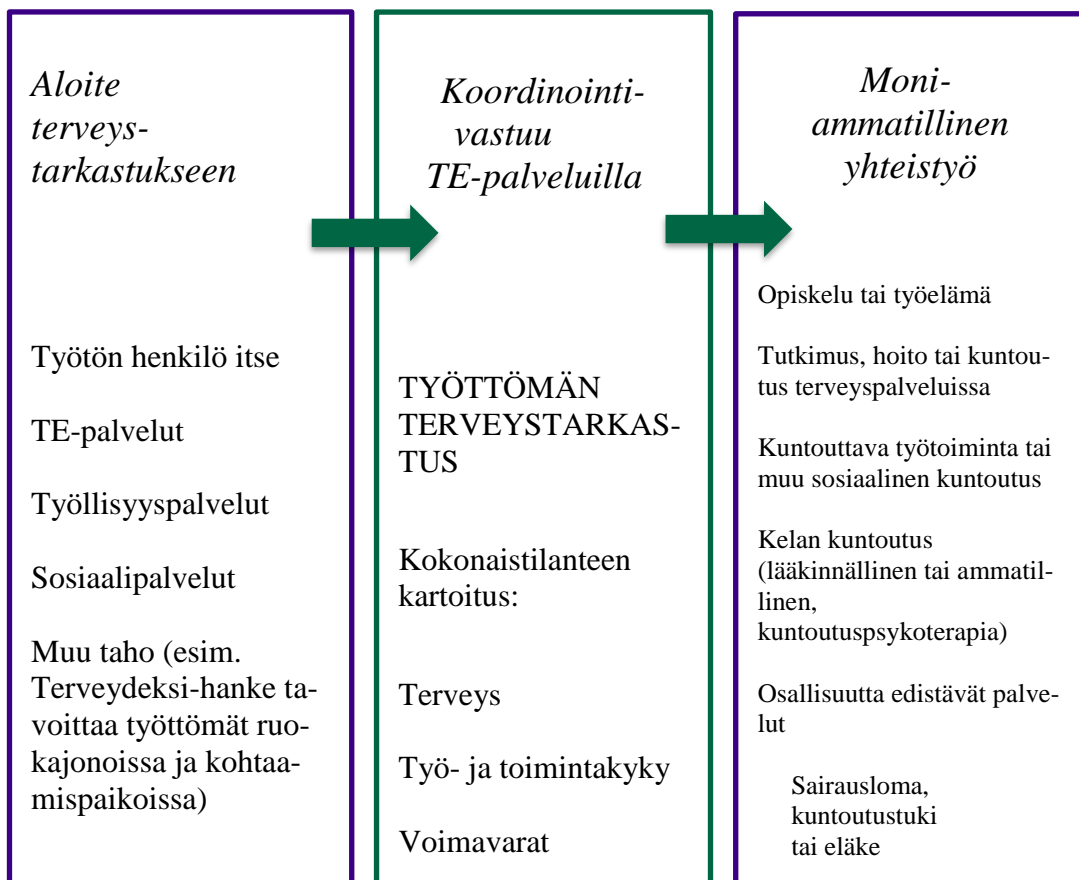 Aloite
terveys-
tarkastukseen
Työtön henkilö itse
TE-palvelut
Työllisyyspalvelut
Sosiaalipalvelut
Muu taho (esim.
Terveydeksi-hanke ta-
voittaa työttömät ruo-
kajonoissa ja kohtaa-
mispaikoissa)
Koordinointi-
vastuu
TE-palveluilla
TYÖTTÖMÄN
TERVEYSTARKAS-
TUS
Kokonaistilanteen
kartoitus:
Terveys
Työ- ja toimintakyky
Voimavarat
Moni-
ammatillinen
yhteistyö
Opiskelu tai työelämä
Tutkimus, hoito tai kuntou-
tus terveyspalveluissa
Kuntouttava työtoiminta tai
muu sosiaalinen kuntoutus
Kelan kuntoutus
(lääkinnällinen tai ammatil-
linen,
kuntoutuspsykoterapia)
Osallisuutta edistävät palve-
lut
Sairausloma,
kuntoutustuki
tai eläke